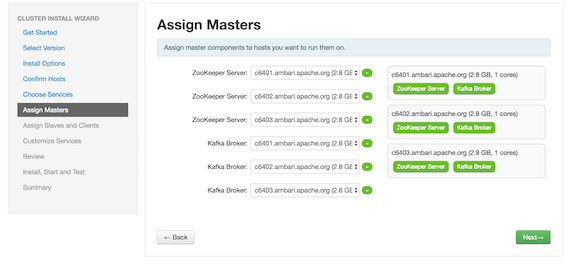 CLUSTER INSTALL WIZARD
Get Started
Select Version
Install Options
Confirm Hosts
Choose Services
Assign Masters
Assign Slaves and Clients
Customize Services
Review
Install, Start and Test
Summary
Assign Masters
Assign master components to hosts you want to run them on.
ZooKeeper Server: c6401.ambari.apache.org (2.8 GE -
ZooKeeper Server: c6402.ambari.apache.org (2.8 GE -
ZooKeeper Server: c6403.ambari.apache.org (2.8 GE -
Kafka Broker: c6401.ambari.apache.org (2.8 GE -
Kafka Broker: c6402.ambari.apache.org (2.8 GE -
Kafka Broker: c6403.ambari.apache.org (2.8 GE -
c6401.ambari.apache.org (2.8 GB, 1 cores)
ZooKeeper Server Kafka Broker
c6402.ambari.apache.org (2.8 GB, 1 cores)
ZooKeeper Server Kafka Broker
c6403.ambari.apache.org (2.8 GB, 1 cores)
ZooKeeper Server Kafka Broker
← Back
Next→